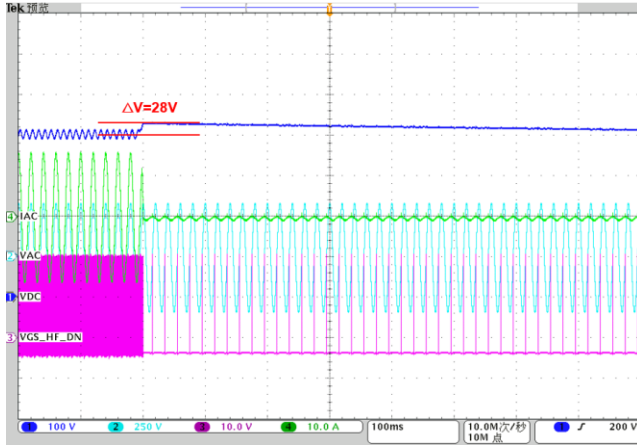 Tek 预览
△V=28V
4 IAC
2 VAC
1 VDC
3 VGS_HF_DN
1 100 V 2 250 V 3 10.0 V 4 10.0 A 100ms 10.0M次/秒 1 200 V
10M 点